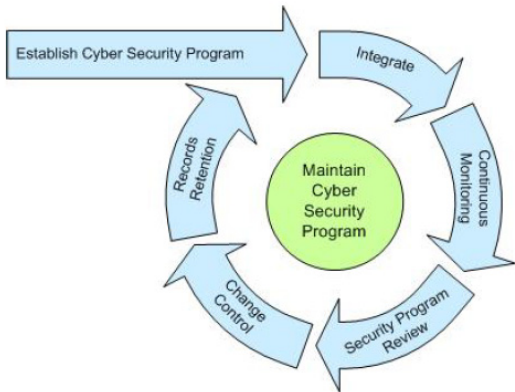 Establish Cyber Security Program
Integrate
Continuous
Monitoring
Security Program
Review
Change
Control
Records
Retention
Maintain
Cyber
Security
Program